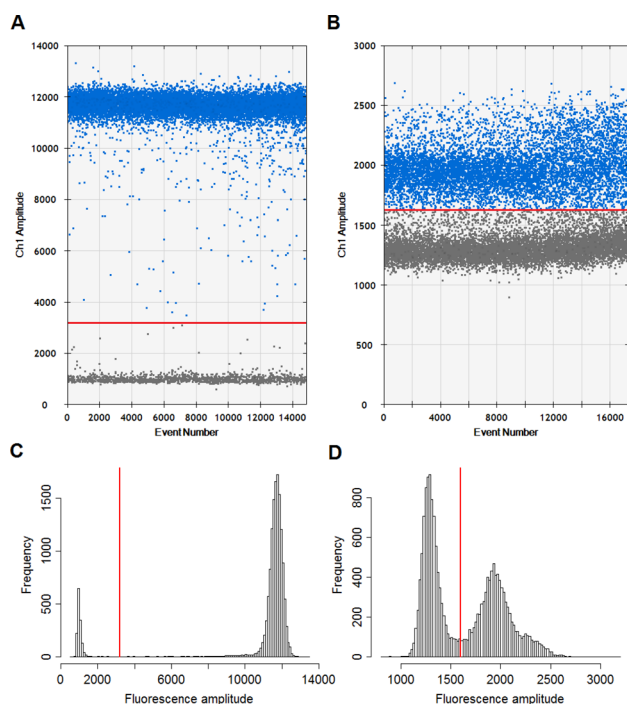 A
14000
12000
10000
8000
6000
4000
2000
0
Ch1 Amplitude
0 2000 4000 6000 8000 10000 12000 14000
Event Number
B
3000
2500
2000
1500
1000
500
0
Ch1 Amplitude
0 4000 8000 12000 16000
Event Number
C
1500
1000
500
0
Frequency
0 2000 6000 10000 14000
Fluorescence amplitude
D
800
600
400
200
0
Frequency
1000 1500 2000 2500 3000
Fluorescence amplitude